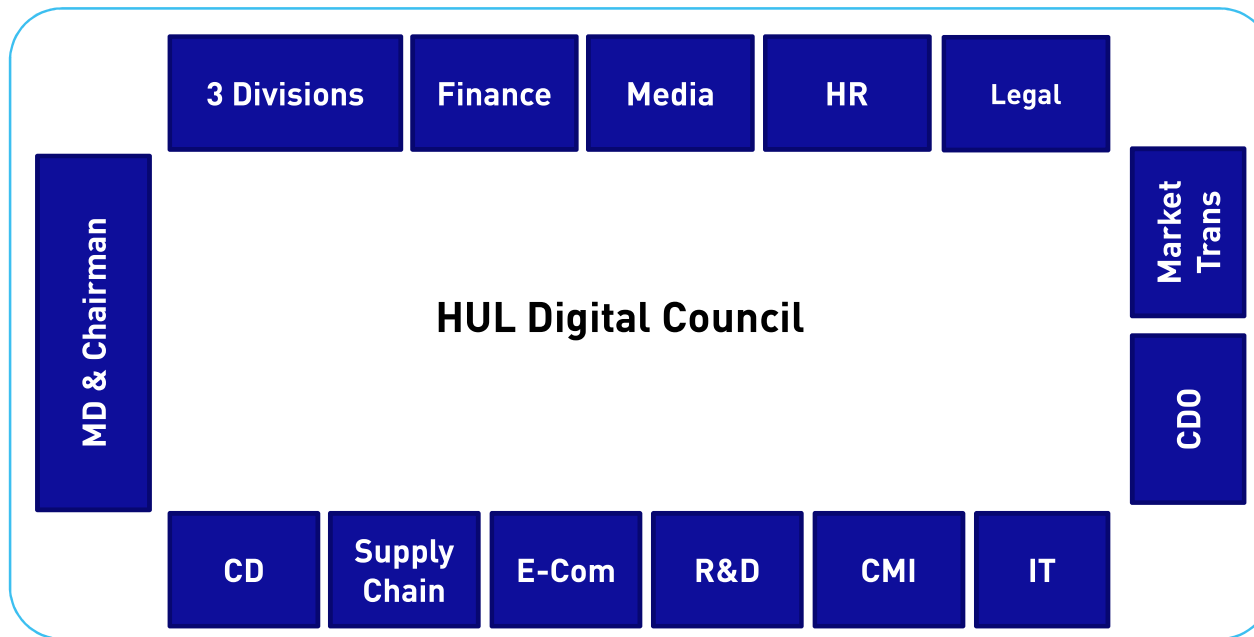 3 Divisions
Finance
Media
HR
Legal
MD & Chairman
HUL Digital Council
Market
Trans
CDO
CD
Supply
Chain
E-Com
R&D
CMI
IT